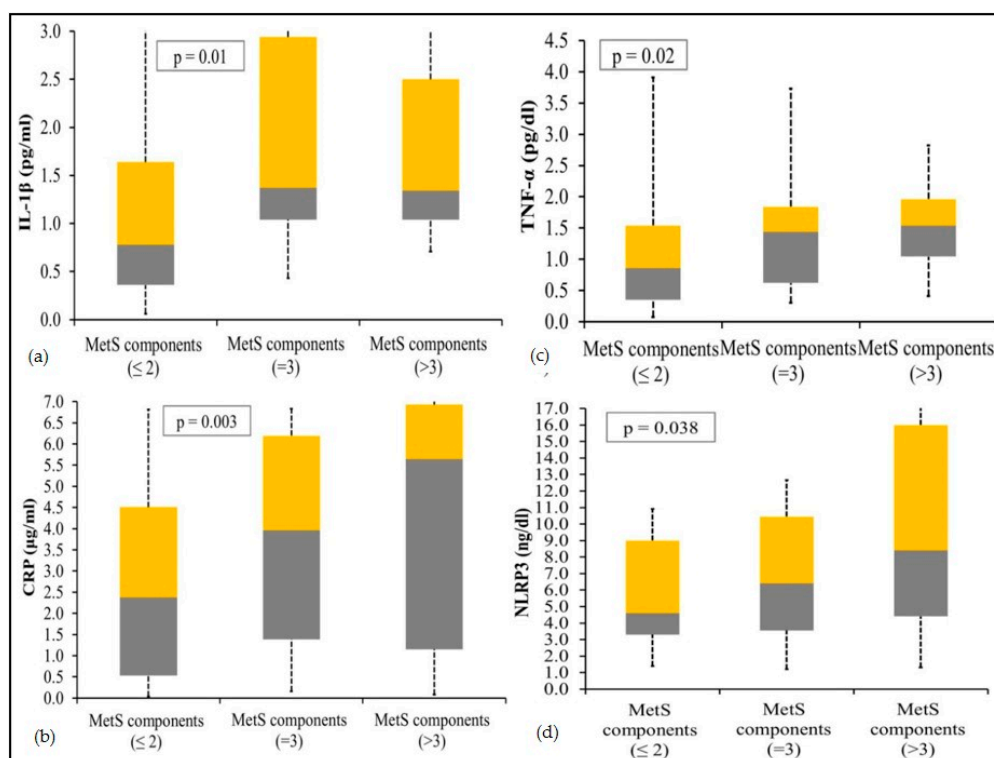 (a)
IL-1β (pg/ml)
p = 0.01
3.0
2.5
2.0
1.5
1.0
0.5
0.0
MetS components MetS components MetS components
(≤ 2) (=3) (>3)
(c)
TNF-α (pg/dl)
p = 0.02
4.5
4.0
3.5
3.0
2.5
2.0
1.5
1.0
0.5
0.0
MetS components MetS components MetS components
(≤ 2) (=3) (>3)
(b)
CRP (µg/ml)
p = 0.003
7.0
6.5
6.0
5.5
5.0
4.5
4.0
3.5
3.0
2.5
2.0
1.5
1.0
0.5
0.0
MetS components MetS components MetS components
(≤ 2) (=3) (>3)
(d)
NLRP3 (ng/dl)
p = 0.038
17.0
16.0
15.0
14.0
13.0
12.0
11.0
10.0
9.0
8.0
7.0
6.0
5.0
4.0
3.0
2.0
1.0
0.0
MetS MetS MetS
components components components
(≤ 2) (=3) (>3)